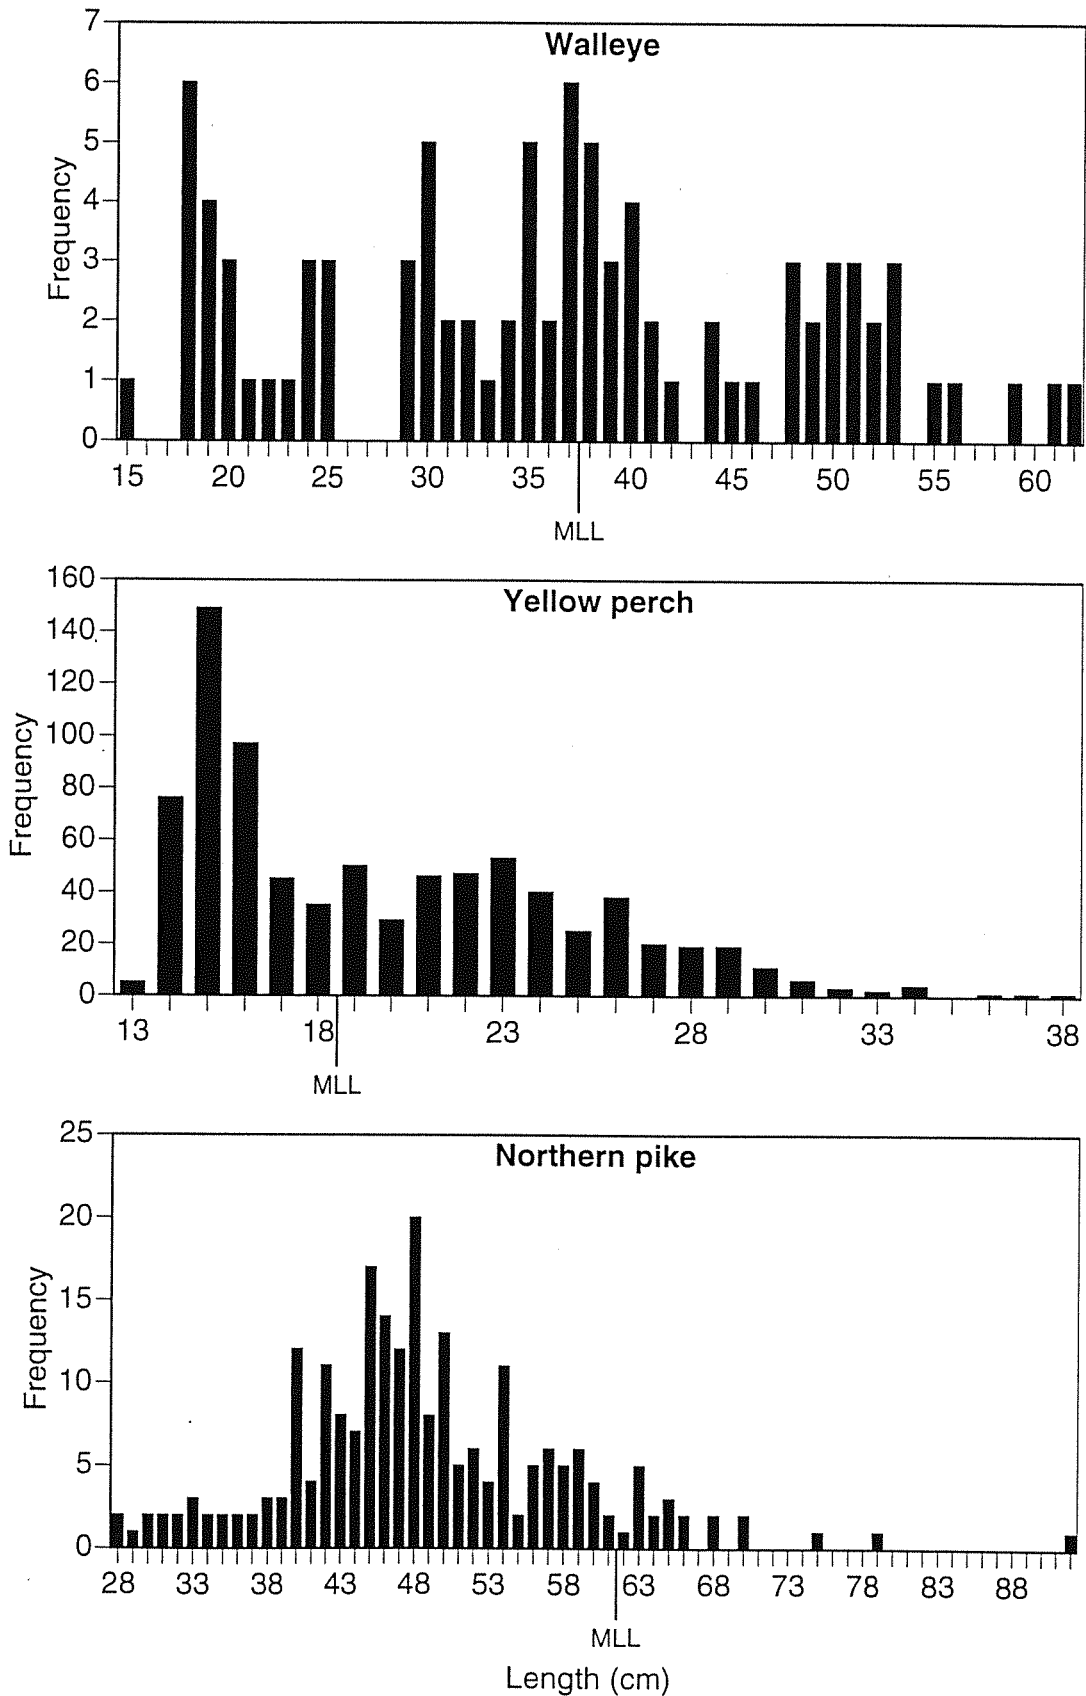 Walleye
Frequency
7
6
5
4
3
2
1
0
15 20 25 30 35 40 45 50 55 60
MLL
Yellow perch
Frequency
160
140
120
100
80
60
40
20
0
13 18 23 28 33 38
MLL
Northern pike
Frequency
25
20
15
10
5
0
28 33 38 43 48 53 58 63 68 73 78 83 88
MLL
Length (cm)